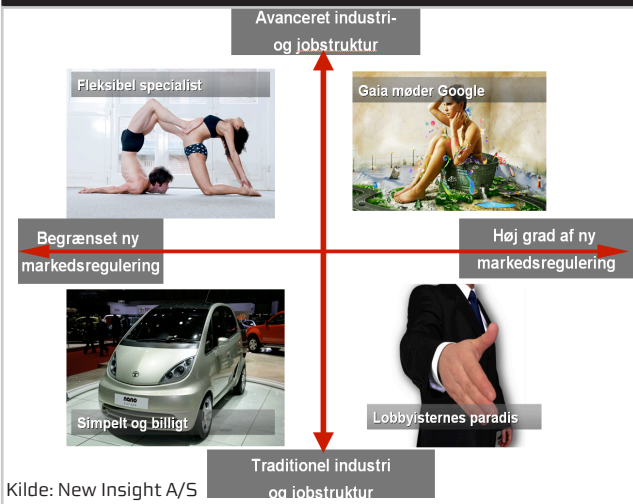 Avanceret industri-
og jobstruktur
Fleksibel specialist
Gaia møder Google
Begrænset ny
markedsregulering
Høj grad af ny
markedsregulering
nano
Simpelt og billigt
Lobbyisternes paradis
Traditionel industri
og jobstruktur
Kilde: New Insight A/S